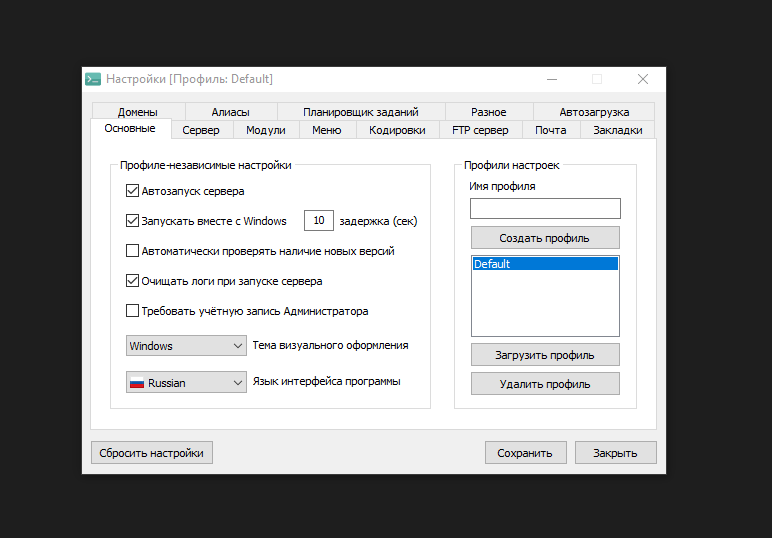 Настройки [Профиль: Default]
Домены Алиасы Планировщик заданий Разное Автозагрузка
Основные Сервер Модули Меню Кодировки FTP сервер Почта Закладки
Профиле-независимые настройки
Автозапуск сервера
Запускать вместе с Windows 10 задержка (сек)
Автоматически проверять наличие новых версий
Очищать логи при запуске сервера
Требовать учётную запись Администратора
Windows Тема визуального оформления
Russian Язык интерфейса программы
Профили настроек
Имя профиля
Создать профиль
Default
Загрузить профиль
Удалить профиль
Сбросить настройки Сохранить Закрыть